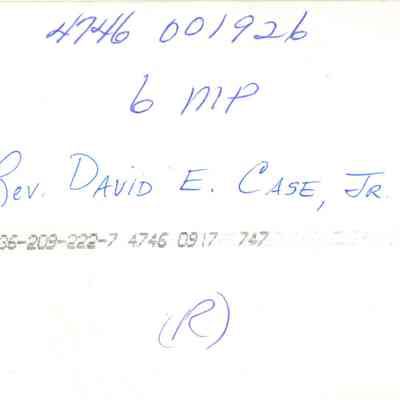 4746 001926
6 MP
Rev. DAVID E. CASE, JR.
36-209-222-7 4746 0917 747
(R)